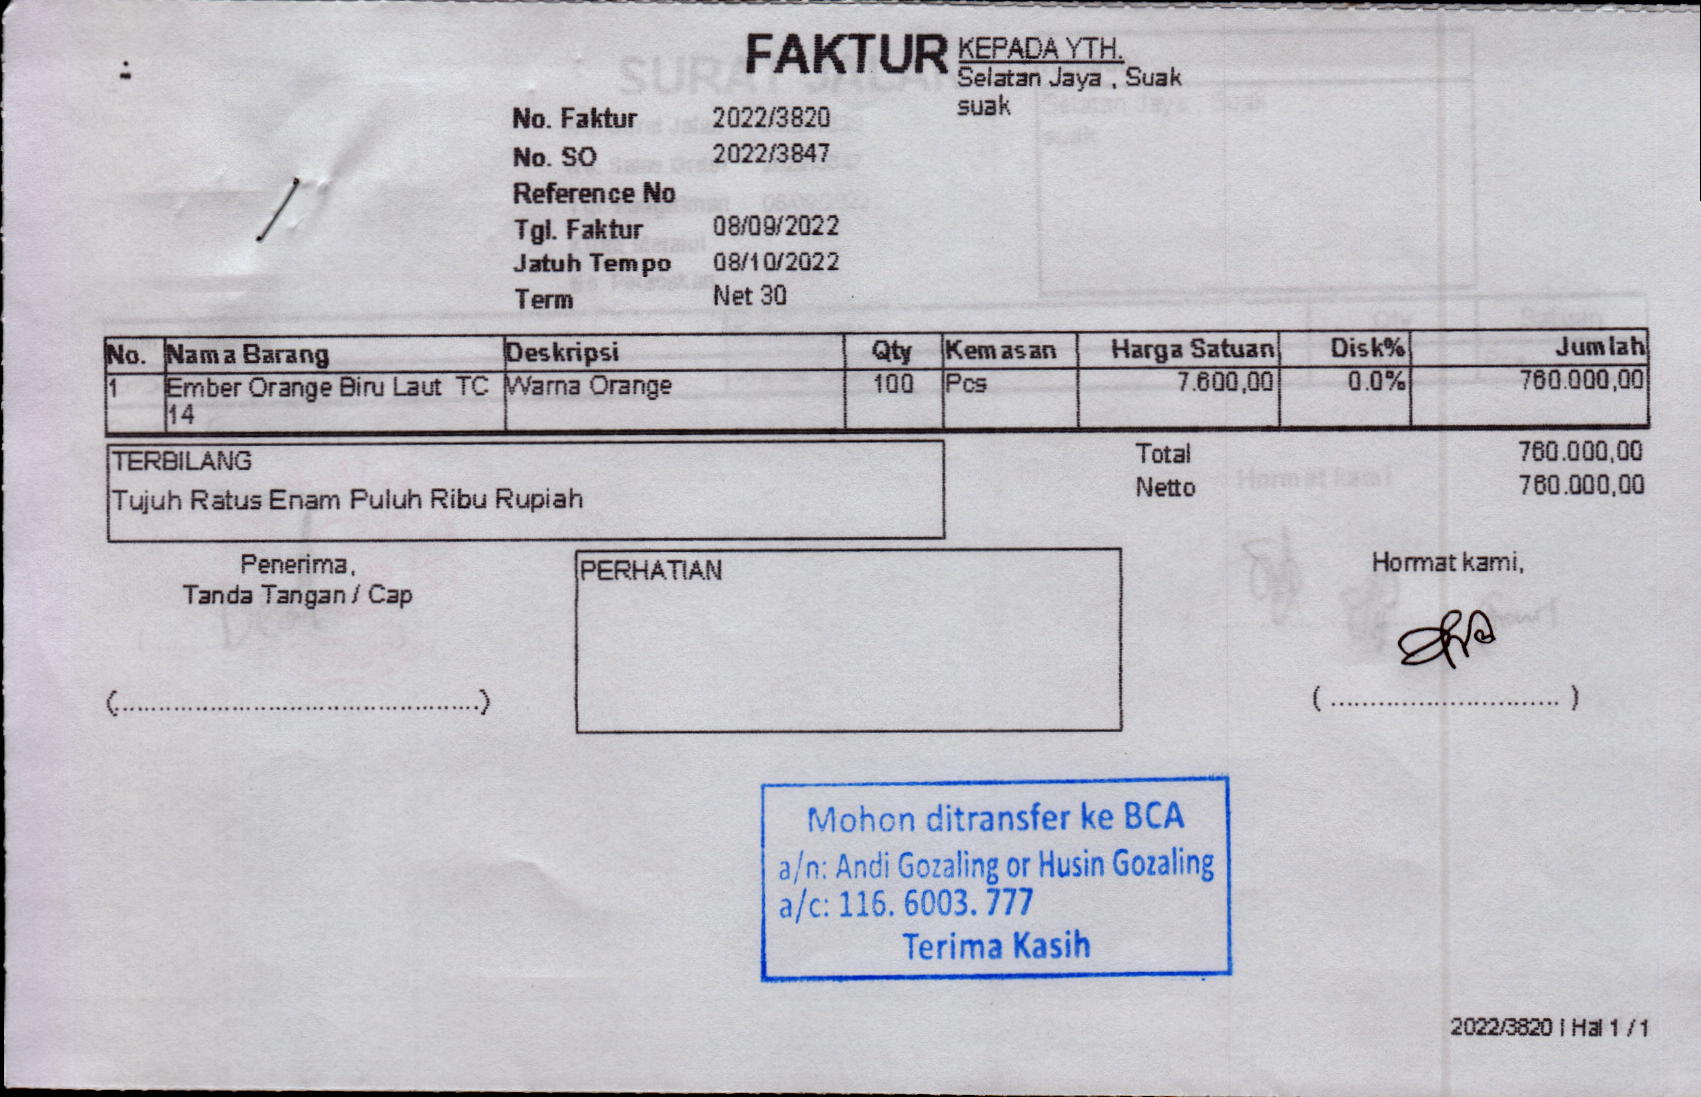 FAKTUR
KEPADA YTH.
Selatan Jaya , Suak
suak
No. Faktur 2022/3820
No. SO 2022/3847
Reference No
Tgl. Faktur 08/09/2022
Jatuh Tempo 08/10/2022
Term Net 30
No. Nama Barang Deskripsi Qty Kemasan Harga Satuan Disk% Jumlah
1 Ember Orange Biru Laut TC Warna Orange 100 Pcs 7.600,00 0.0% 760.000,00
14
TERBILANG
Tujuh Ratus Enam Puluh Ribu Rupiah
Total 760.000,00
Netto 760.000,00
Penerima,
Tanda Tangan / Cap
(................................................)
PERHATIAN
Hormat kami,
( ............................. )
Mohon ditransfer ke BCA
a/n: Andi Gozaling or Husin Gozaling
a/c: 116. 6003. 777
Terima Kasih
2022/3820 | Hal 1 / 1